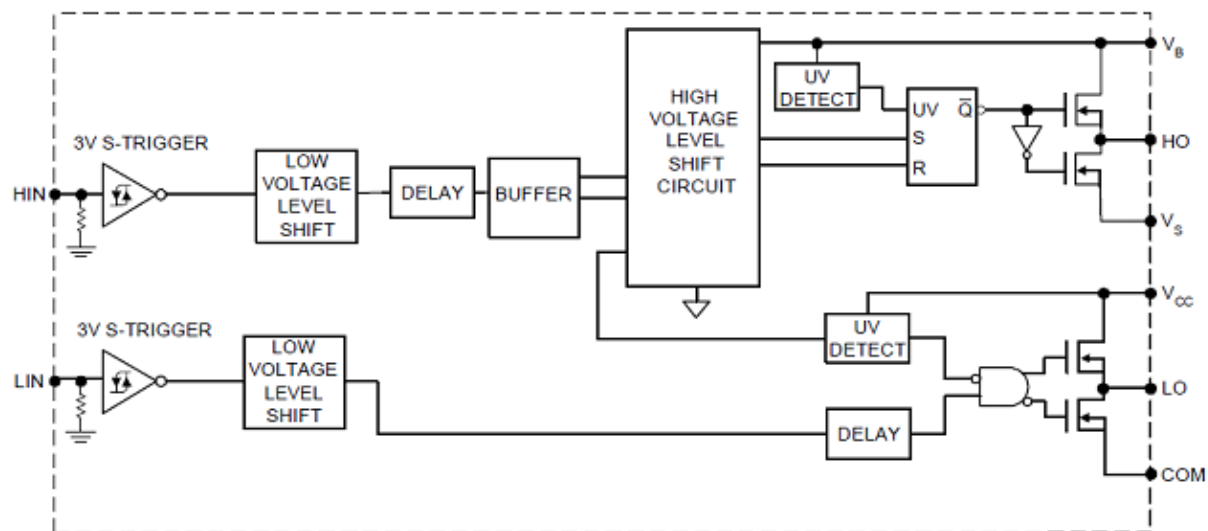 V_B
UV
DETECT
HIGH
VOLTAGE
LEVEL
SHIFT
CIRCUIT
UV Q̅
S
R
HO
3V S-TRIGGER
LOW
VOLTAGE
LEVEL
SHIFT
HIN
DELAY
BUFFER
V_S
V_CC
3V S-TRIGGER
UV
DETECT
LOW
VOLTAGE
LEVEL
SHIFT
LIN
LO
DELAY
COM